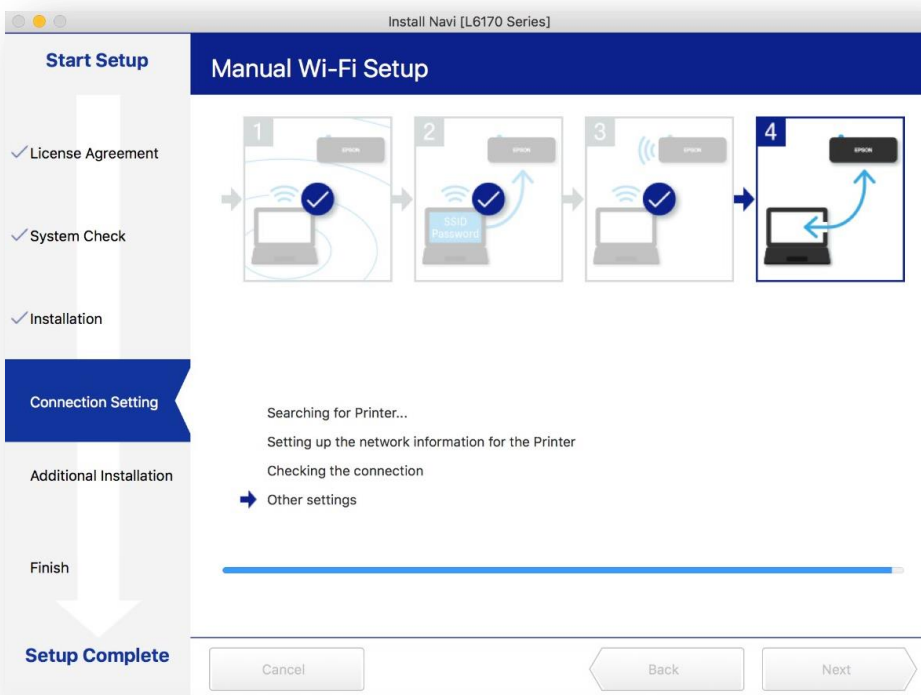 Install Navi [L6170 Series]
Start Setup
License Agreement
System Check
Installation
Connection Setting
Additional Installation
Finish
Setup Complete
Manual Wi-Fi Setup
1
EPSON
2
EPSON
SSID
Password
3
EPSON
4
EPSON
Searching for Printer...
Setting up the network information for the Printer
Checking the connection
Other settings
Cancel
Back
Next